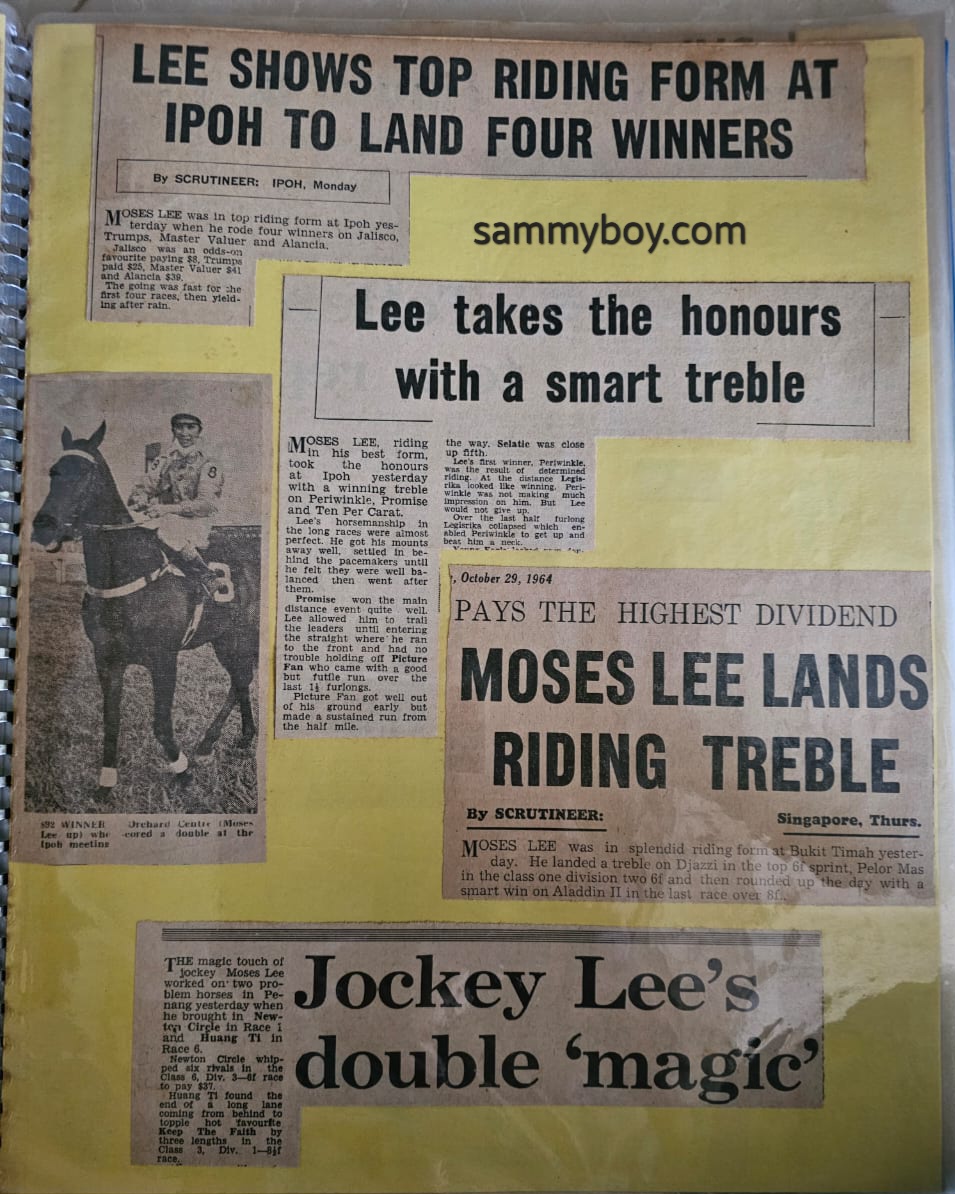 LEE SHOWS TOP RIDING FORM AT
IPOH TO LAND FOUR WINNERS
By SCRUTINEER: IPOH, Monday
MOSES LEE was in top riding form at Ipoh yes-
terday when he rode four winners on Jalisco,
Trumps, Master Valuer and Alancia.
Jalisco was an odds-on
favourite paying $8, Trumps
paid $25, Master Valuer $41
and Alancia $39.
The going was fast for the
first four races, then yield-
ing after rain.
sammyboy.com
Lee takes the honours
with a smart treble
MOSES LEE, riding
in his best form,
took the honours
at Ipoh yesterday
with a winning treble
on Periwinkle, Promise
and Ten Per Carat.
Lee's horsemanship in
the long races were almost
perfect. He got his mounts
away well, settled in be-
hind the pacemakers until
he felt they were well ba-
lanced then went after
them.
Promise won the main
distance event quite well.
Lee allowed him to trail
the leaders until entering
the straight where he ran
to the front and had no
trouble holding off Picture
Fan who came with a good
but futile run over the
last 1½ furlongs.
Picture Fan got well out
of his ground early but
made a sustained run from
the half mile.
the way. Selatic was close
up fifth.
Lee's first winner, Periwinkle,
was the result of determined
riding. At the distance Legis-
rika looked like winning. Peri-
winkle was not making much
impression on him. But Lee
would not give up.
Over the last half furlong
Legisrika collapsed which en-
abled Periwinkle to get up and
beat him a neck.
8
3
$92 WINNER Orchard Centre (Moses
Lee up) who scored a double at the
Ipoh meeting
, October 29, 1964
PAYS THE HIGHEST DIVIDEND
MOSES LEE LANDS
RIDING TREBLE
By SCRUTINEER: Singapore, Thurs.
MOSES LEE was in splendid riding form at Bukit Timah yester-
day. He landed a treble on Djazzi in the top 6f sprint, Pelor Mas
in the class one division two 6f and then rounded up the day with a
smart win on Aladdin II in the last race over 8f.
Jockey Lee's
double 'magic'
THE magic touch of
jockey Moses Lee
worked on two pro-
blem horses in Pe-
nang yesterday when
he brought in New-
ton Circle in Race 1
and Huang Ti in
Race 6.
Newton Circle whip-
ped six rivals in the
Class 6, Div. 3—6f race
to pay $37.
Huang Ti found the
end of a long lane
coming from behind to
topple hot favourite
Keep The Faith by
three lengths in the
Class 3, Div. 1—8½f
race.